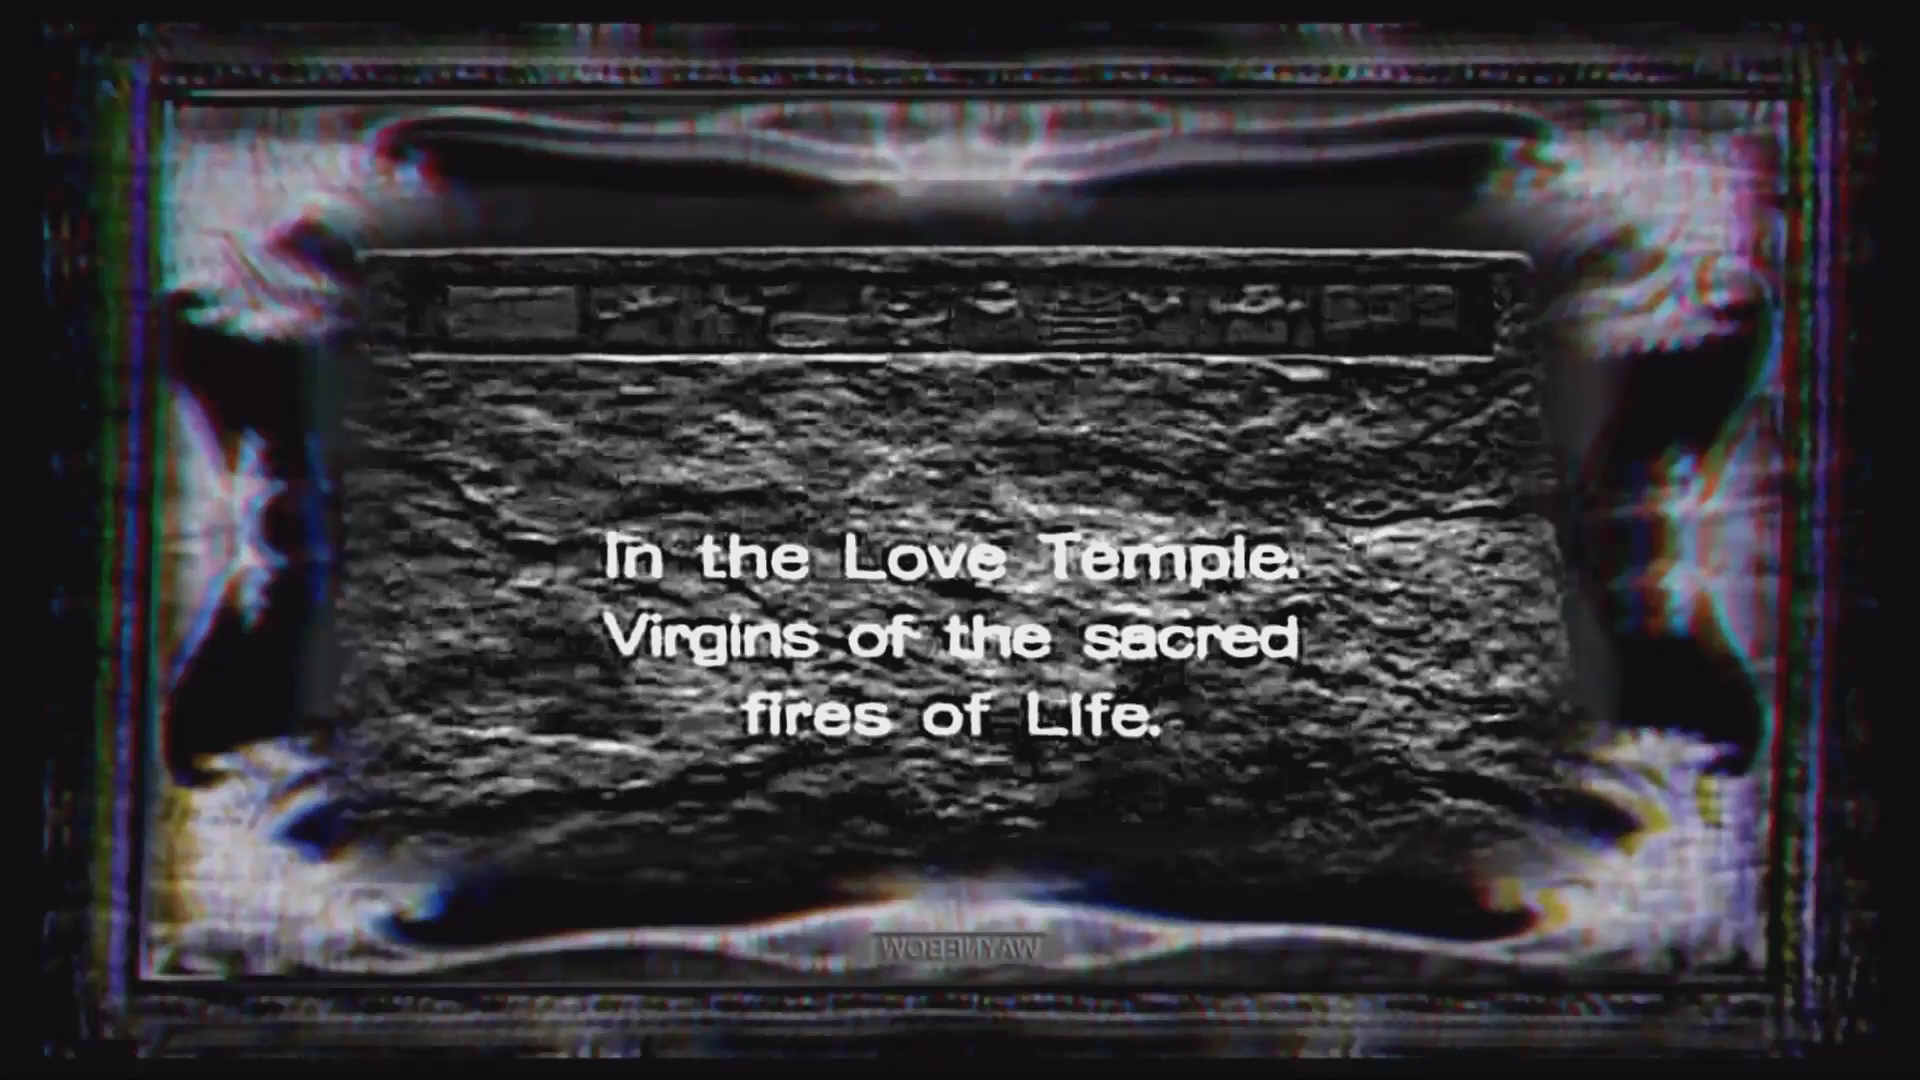 In the Love Temple.
Virgins of the sacred
fires of Life.